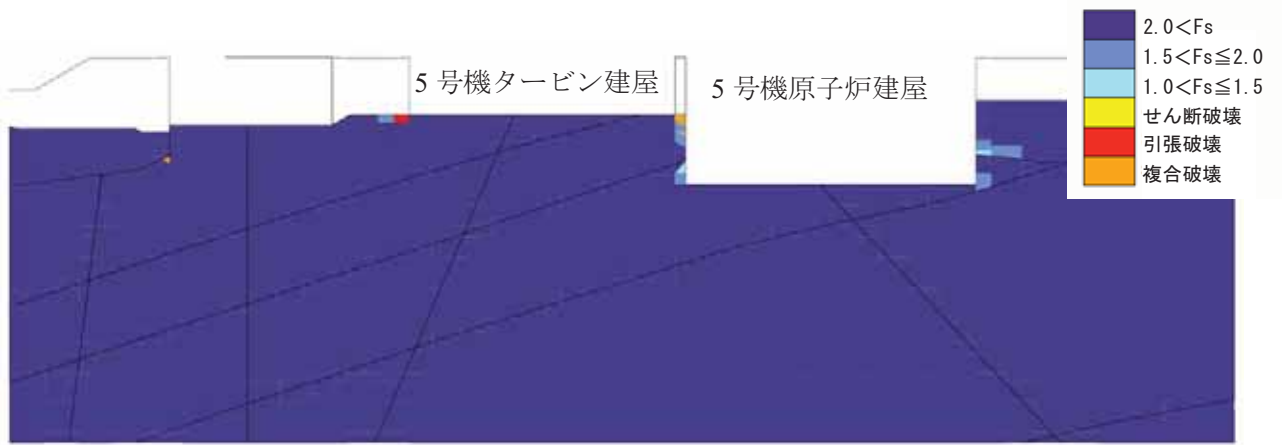 5 号機タービン建屋
5 号機原子炉建屋
2.0<Fs
1.5<Fs≦2.0
1.0<Fs≦1.5
せん断破壊
引張破壊
複合破壊